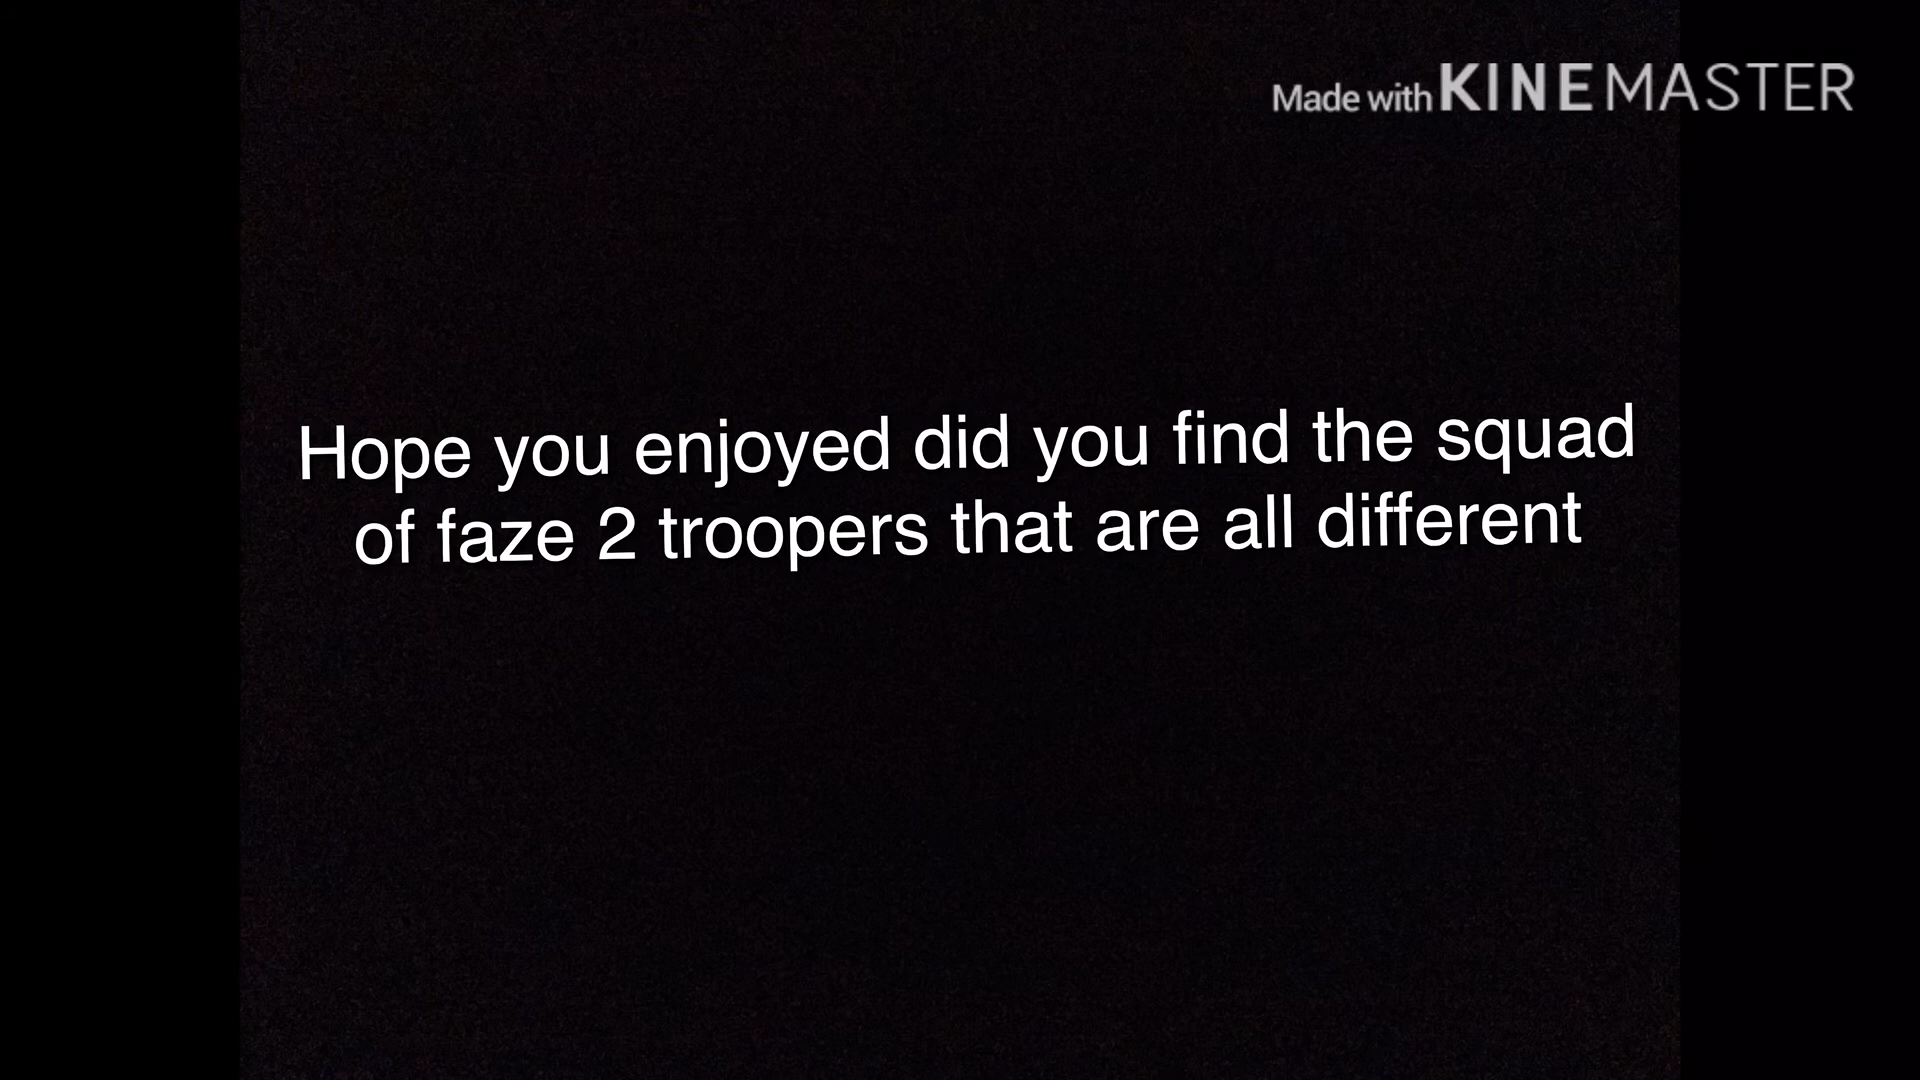 Made with KINEMASTER
Hope you enjoyed did you find the squad
of faze 2 troopers that are all different